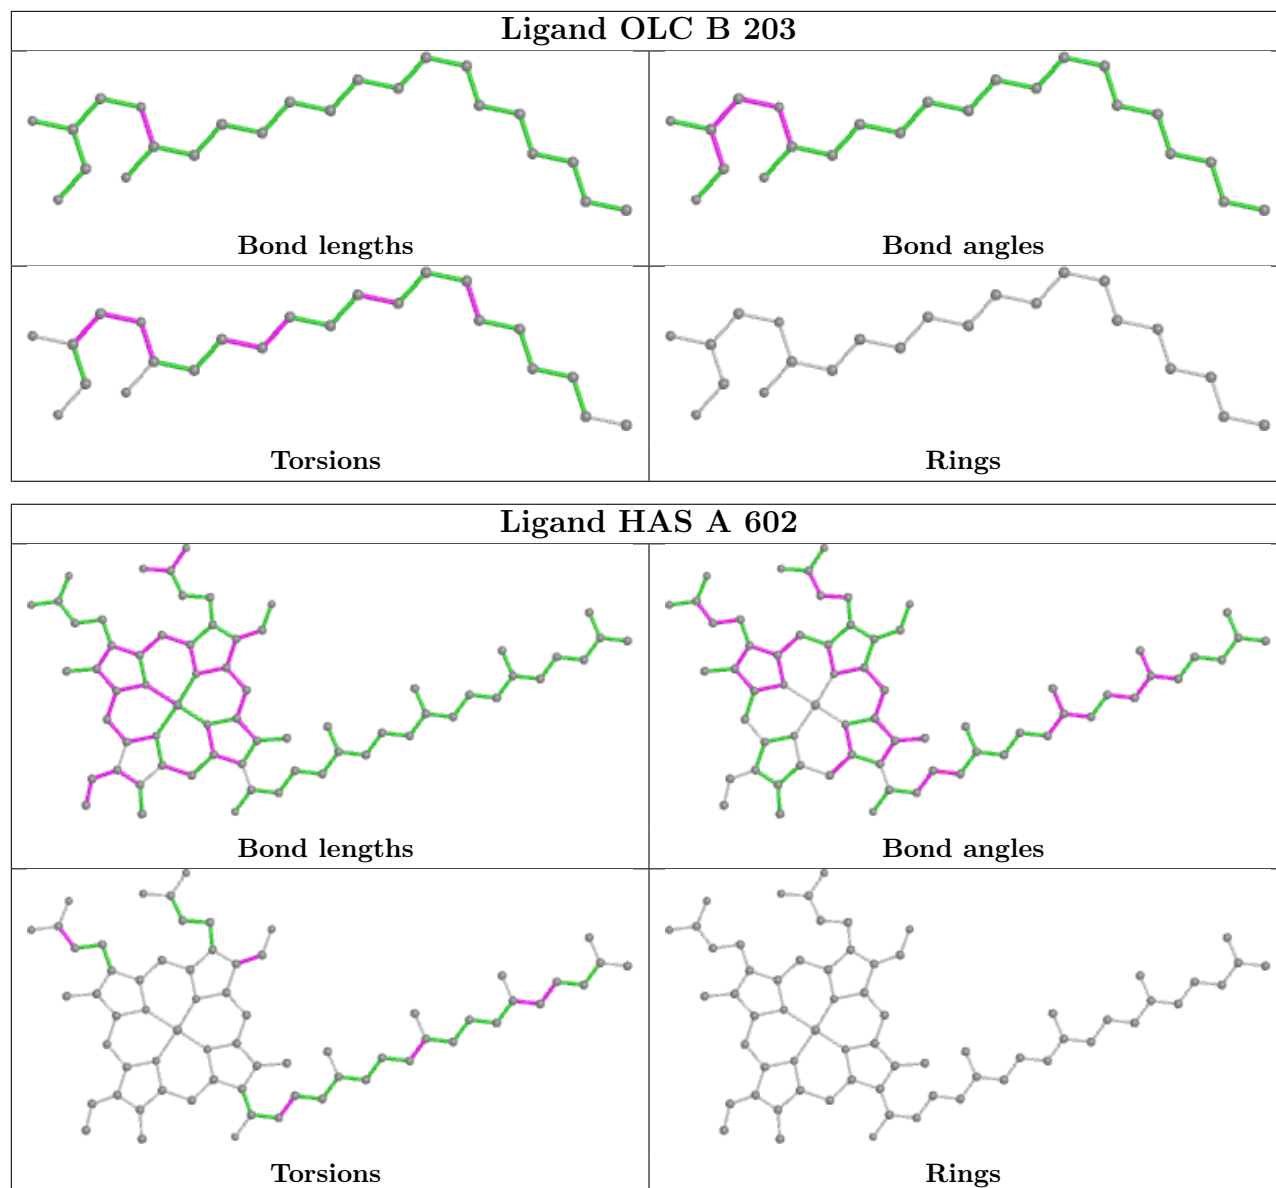 Ligand OLC B 203
Bond lengths
Bond angles
Torsions
Rings
Ligand HAS A 602
Bond lengths
Bond angles
Torsions
Rings